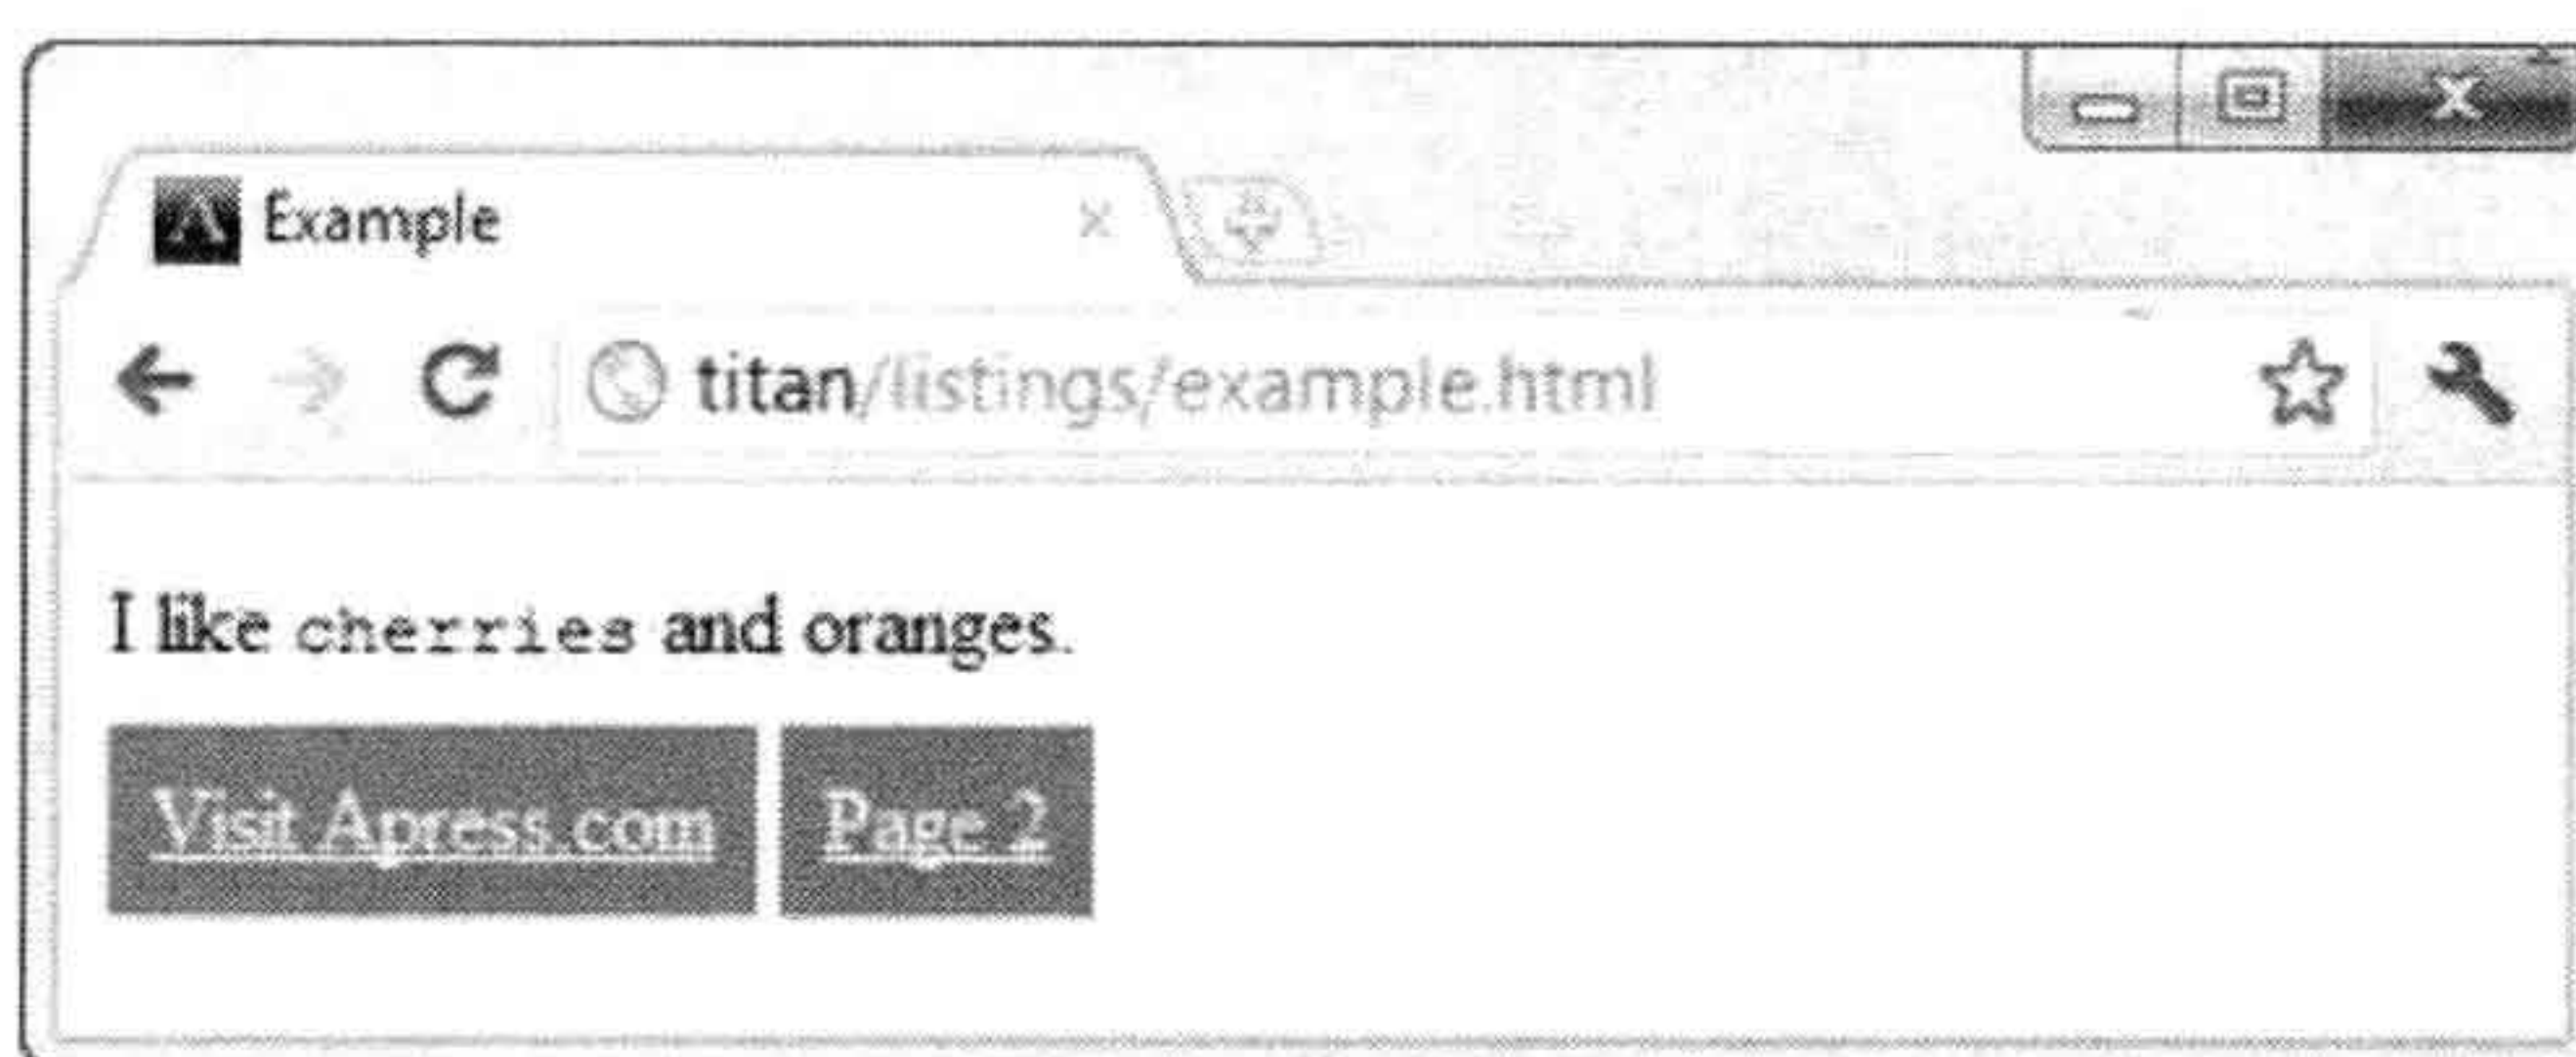 Example
titan/listings/example.html
I like cherries and oranges.
Visit Apress.com
Page 2